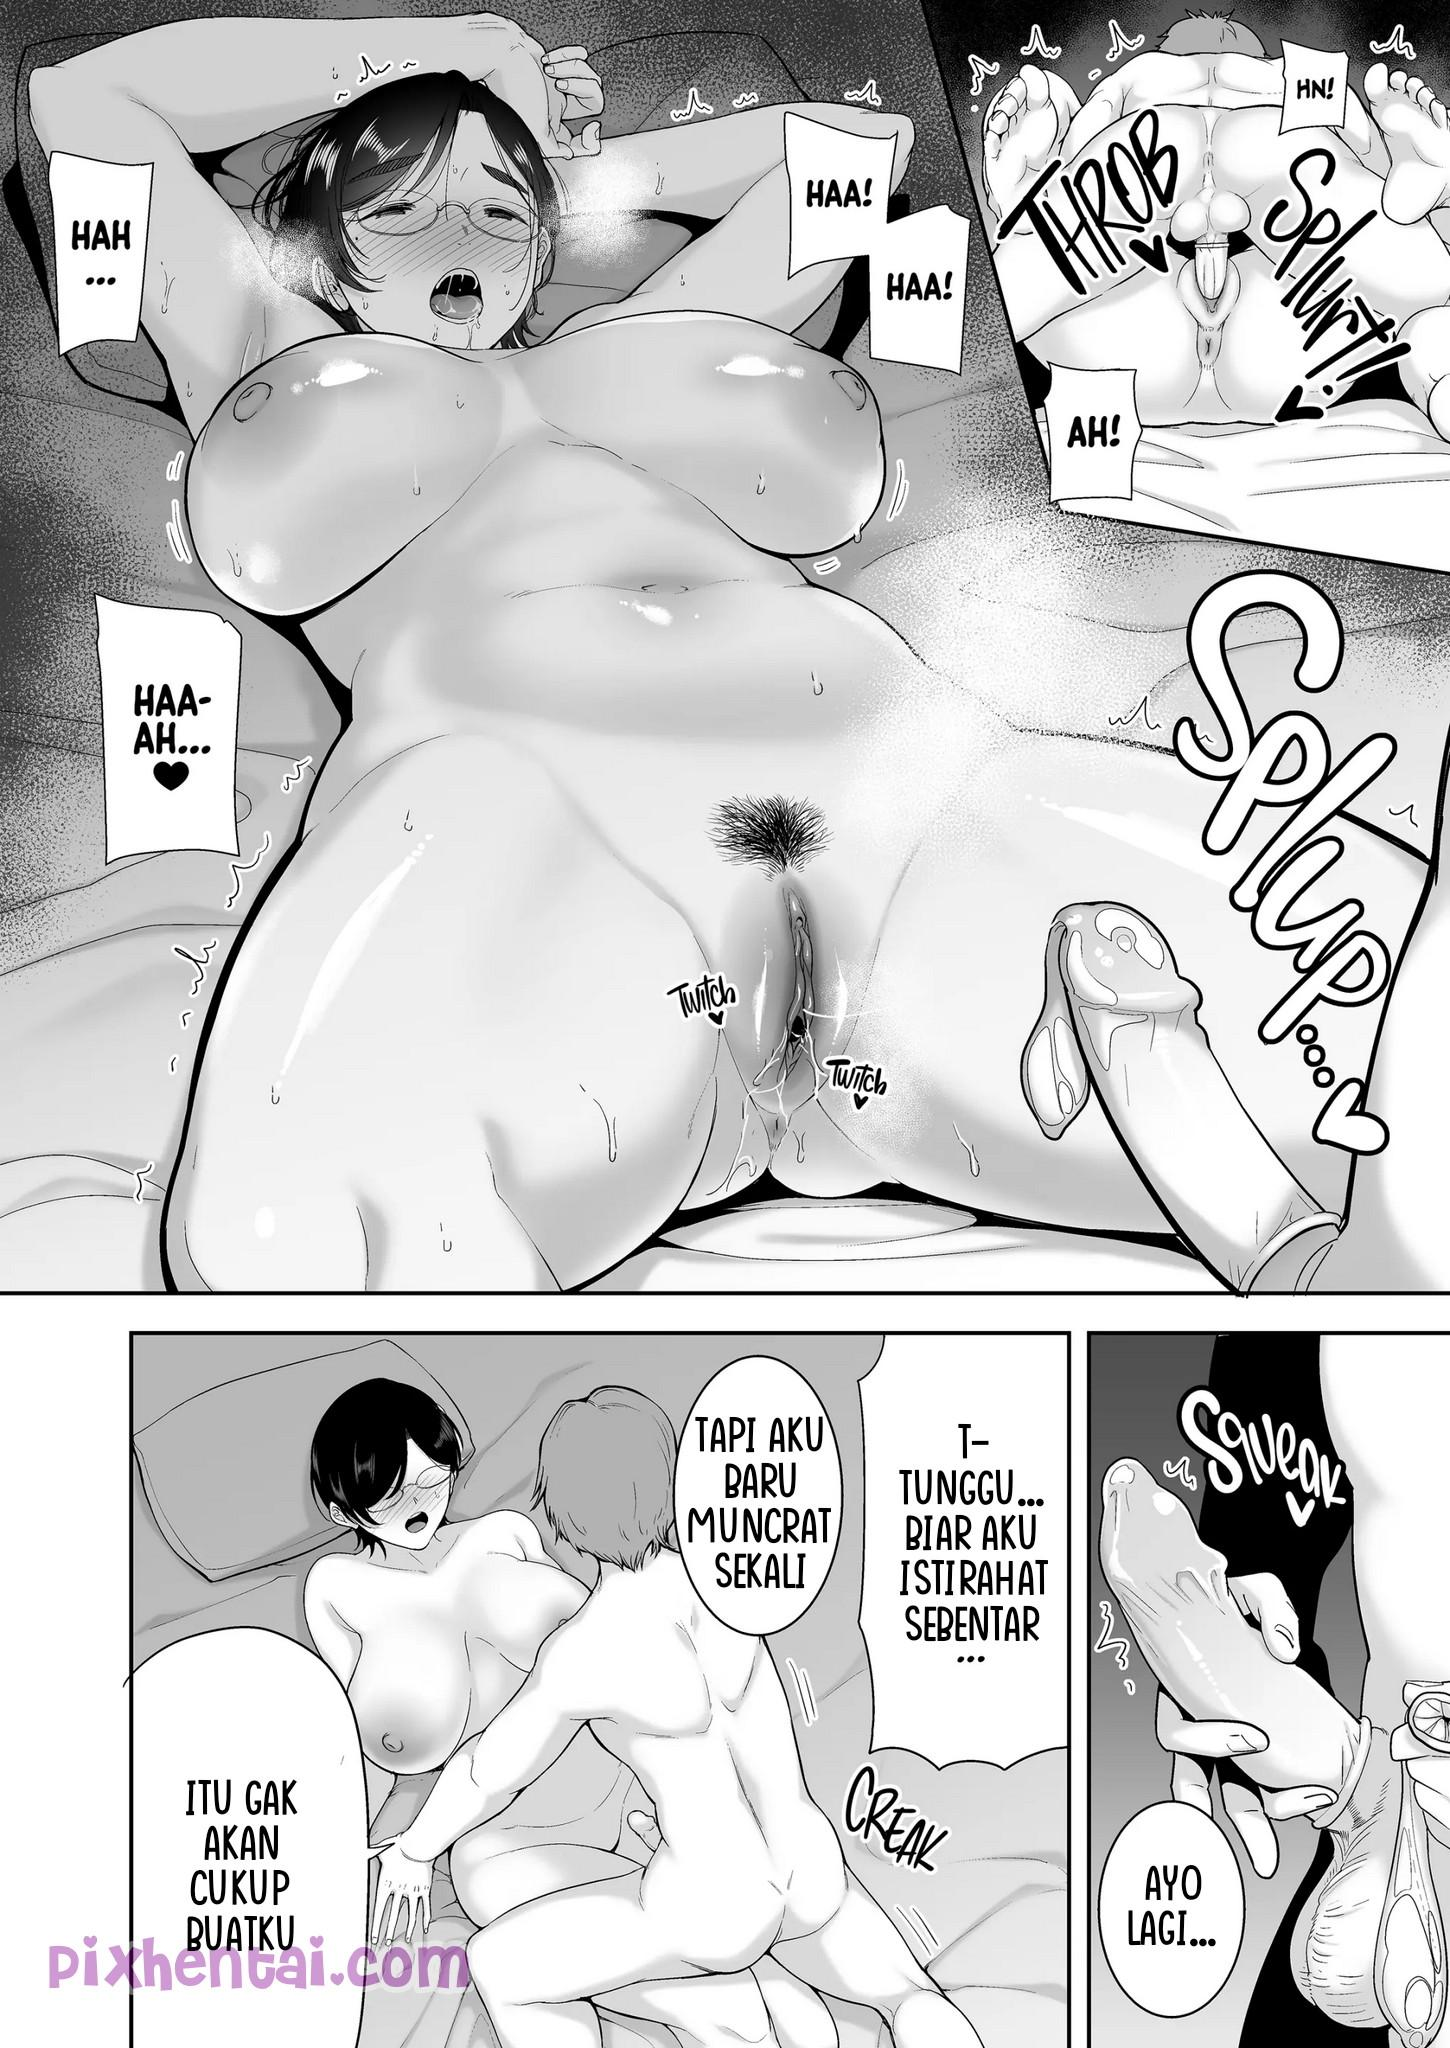 HN!
THROB
SPLURT!!
AH!
HAA!
HAA!
HAH
...
HAA-
AH...
SPLUP...
TWITCH
TWITCH
SQUEAK
AYO
LAGI...
T-
TUNGGU...
BIAR AKU
ISTIRAHAT
SEBENTAR
...
TAPI AKU
BARU
MUNCRAT
SEKALI
CREAK
ITU GAK
AKAN
CUKUP
BUATKU
pixhentai.com